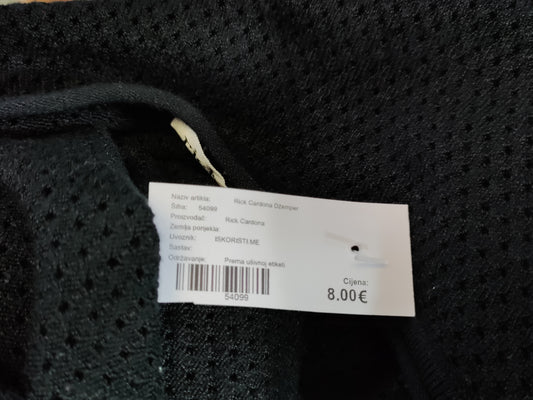 Naziv artikla: Rick Cardona Džemper
Šifra: 54099
Proizvođač: Rick Cardona
Zemlja porijekla:
Uvoznik: ISKORISTI.ME
Sastav:
Održavanje: Prema ušivnoj etiketi
54099
Cijena:
8.00€